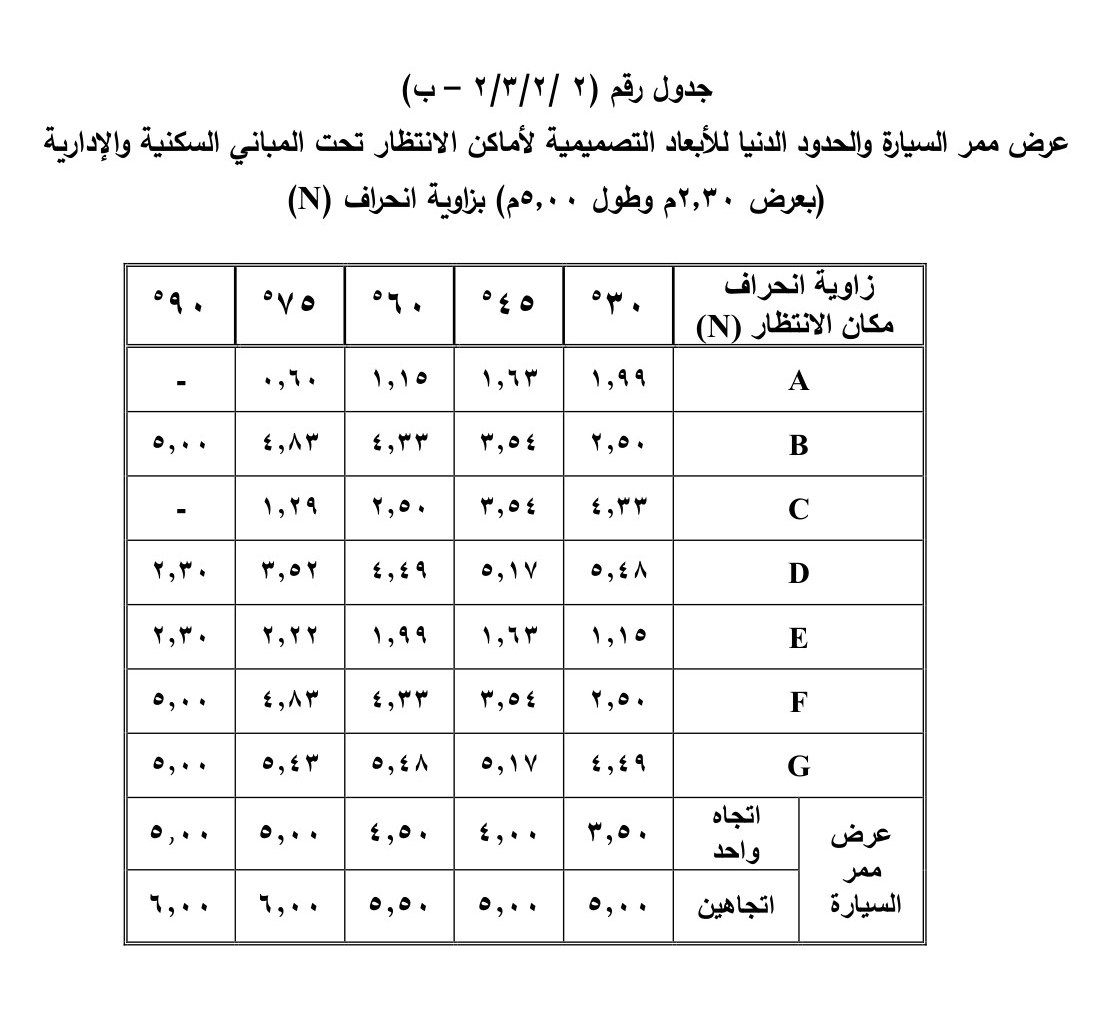 جدول رقم (٢ /٢/٣/٢ – ب)
عرض ممر السيارة والحدود الدنيا للأبعاد التصميمية لأماكن الانتظار تحت المباني السكنية والإدارية
(بعرض ٢,٣٠م وطول ٥,٠٠م) بزاوية انحراف (N)
زاوية انحراف
مكان الانتظار (N) ٣٠° ٤٥° ٦٠° ٧٥° ٩٠°
A ١,٩٩ ١,٦٣ ١,١٥ ٠,٦٠ -
B ٢,٥٠ ٣,٥٤ ٤,٣٣ ٤,٨٣ ٥,٠٠
C ٤,٣٣ ٣,٥٤ ٢,٥٠ ١,٢٩ -
D ٥,٤٨ ٥,١٧ ٤,٤٩ ٣,٥٢ ٢,٣٠
E ١,١٥ ١,٦٣ ١,٩٩ ٢,٢٢ ٢,٣٠
F ٢,٥٠ ٣,٥٤ ٤,٣٣ ٤,٨٣ ٥,٠٠
G ٤,٤٩ ٥,١٧ ٥,٤٨ ٥,٤٣ ٥,٠٠
عرض
ممر
السيارة
اتجاه
واحد ٣,٥٠ ٤,٠٠ ٤,٥٠ ٥,٠٠ ٥,٠٠
اتجاهين ٥,٠٠ ٥,٠٠ ٥,٥٠ ٦,٠٠ ٦,٠٠